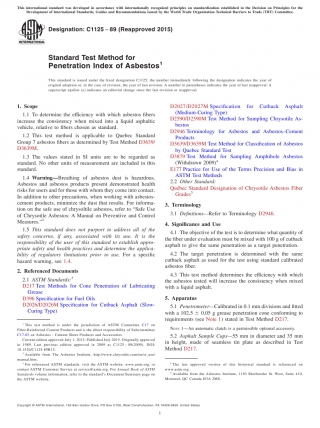 This international standard was developed in accordance with internationally recognized principles on standardization established in the Decision on Principles for the
Development of International Standards, Guides and Recommendations issued by the World Trade Organization Technical Barriers to Trade (TBT) Committee.
Designation: C1125 − 89 (Reapproved 2015)
Standard Test Method for
Penetration Index of Asbestos1
This standard is issued under the fixed designation C1125; the number immediately following the designation indicates the year of
original adoption or, in the case of revision, the year of last revision. A number in parentheses indicates the year of last reapproval. A
superscript epsilon (ε) indicates an editorial change since the last revision or reapproval.
1. Scope
1.1 To determine the efficiency with which asbestos fibers
increase the consistency when mixed into a liquid asphaltic
vehicle, relative to fibers chosen as standard.
1.2 This test method is applicable to Quebec Standard
Group 7 asbestos fibers as determined by Test Method D3639/
D3639M.
1.3 The values stated in SI units are to be regarded as
standard. No other units of measurement are included in this
standard.
1.4 Warning—Breathing of asbestos dust is hazardous.
Asbestos and asbestos products present demonstrated health
risks for users and for those with whom they come into contact.
In addition to other precautions, when working with asbestos-
cement products, minimize the dust that results. For informa-
tion on the safe use of chrysotile asbestos, refer to "Safe Use
of Chrysotile Asbestos: A Manual on Preventive and Control
Measures."2
1.5 This standard does not purport to address all of the
safety concerns, if any, associated with its use. It is the
responsibility of the user of this standard to establish appro-
priate safety and health practices and determine the applica-
bility of regulatory limitations prior to use. For a specific
hazard warning, see 1.4.
2. Referenced Documents
2.1 ASTM Standards:3
D217 Test Methods for Cone Penetration of Lubricating
Grease
D396 Specification for Fuel Oils
D2026/D2026M Specification for Cutback Asphalt (Slow-
Curing Type)
D2027/D2027M Specification for Cutback Asphalt
(Medium-Curing Type)
D2590/D2590M Test Method for Sampling Chrysotile As-
bestos
D2946 Terminology for Asbestos and Asbestos-Cement
Products
D3639/D3639M Test Method for Classification of Asbestos
by Quebec Standard Test
D3879 Test Method for Sampling Amphibole Asbestos
(Withdrawn 2009)4
E177 Practice for Use of the Terms Precision and Bias in
ASTM Test Methods
2.2 Other Standard:
Quebec Standard Designation of Chrysotile Asbestos Fiber
Grades5
3. Terminology
3.1 Definitions—Refer to Terminology D2946.
4. Significance and Use
4.1 The objective of the test is to determine what quantity of
the fiber under evaluation must be mixed with 100 g of cutback
asphalt to give the same penetration as a target penetration.
4.2 The target penetration is determined with the same
cutback asphalt as used for the test using standard calibrated
asbestos fiber.
4.3 This test method determines the efficiency with which
the asbestos tested will increase the consistency when mixed
with a liquid asphalt.
5. Apparatus
5.1 Penetrometer—Calibrated in 0.1 mm divisions and fitted
with a 102.5 ± 0.05 g grease penetration cone conforming to
requirements (see Note 1) stated in Test Method D217.
NOTE 1—An automatic clutch is a permissible optional accessory.
5.2 Asphalt Sample Cups—55 mm in diameter and 35 mm
in height, made of seamless tin plate as described in Test
Method D217.
1 This test method is under the jurisdiction of ASTM Committee C17 on
Fiber-Reinforced Cement Products and is the direct responsibility of Subcommittee
C17.03 on Asbestos - Cement Sheet Products and Accessories.
Current edition approved July 1, 2015. Published July 2015. Originally approved
in 1989. Last previous edition approved in 2009 as C1125 – 89(2009). DOI:
10.1520/C1125-89R15.
2 Available from The Asbestos Institute,
3 For referenced ASTM standards, visit the ASTM website, www.astm.org, or
contact ASTM Customer Service at service@astm.org. For Annual Book of ASTM
Standards volume information, refer to the standard's Document Summary page on
the ASTM website.
4 The last approved version of this historical standard is referenced on
www.astm.org.
5 Available from the Asbestos Institute, 1130 Sherbrooke St. West, Suite 410,
Montreal, QC Canada H3A 2M8.
Copyright © ASTM International, 100 Barr Harbor Drive, PO Box C700, West Conshohocken, PA 19428-2959. United States
1